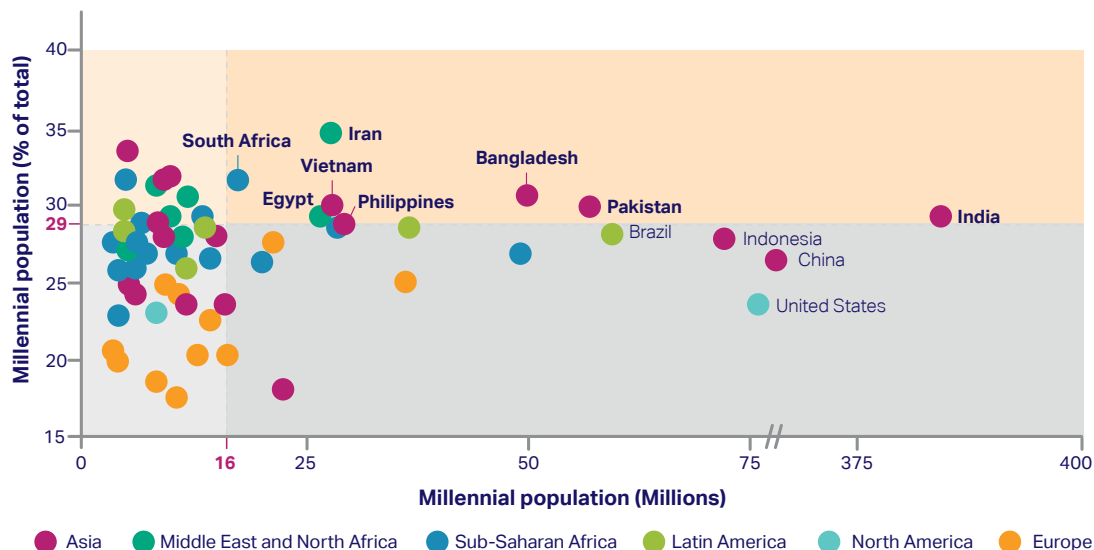 Millennial population (% of total)
40
35
30
29
25
20
15
South Africa
Iran
Vietnam
Egypt
Philippines
Bangladesh
Pakistan
India
Brazil
Indonesia
China
United States
0
16
25
50
75
375
400
Millennial population (Millions)
Asia
Middle East and North Africa
Sub-Saharan Africa
Latin America
North America
Europe